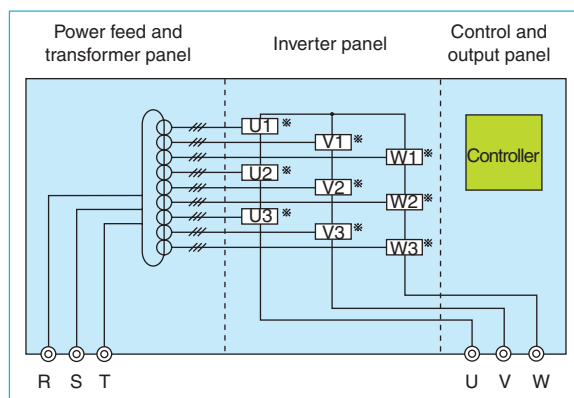 Power feed and
transformer panel
Inverter panel
Control and
output panel
U1 ※
V1 ※
W1 ※
U2 ※
V2 ※
W2 ※
U3 ※
V3 ※
W3 ※
Controller
R S T
U V W